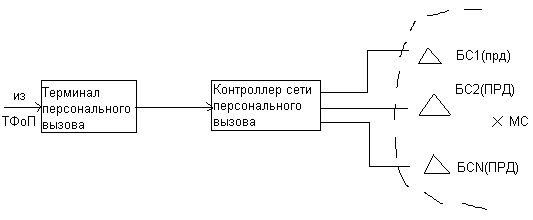 из
ТФоП
Терминал
персонального
вызова
Контроллер сети
персонального
вызова
БС1(прд)
БС2(ПРД)
МС
БСN(ПРД)